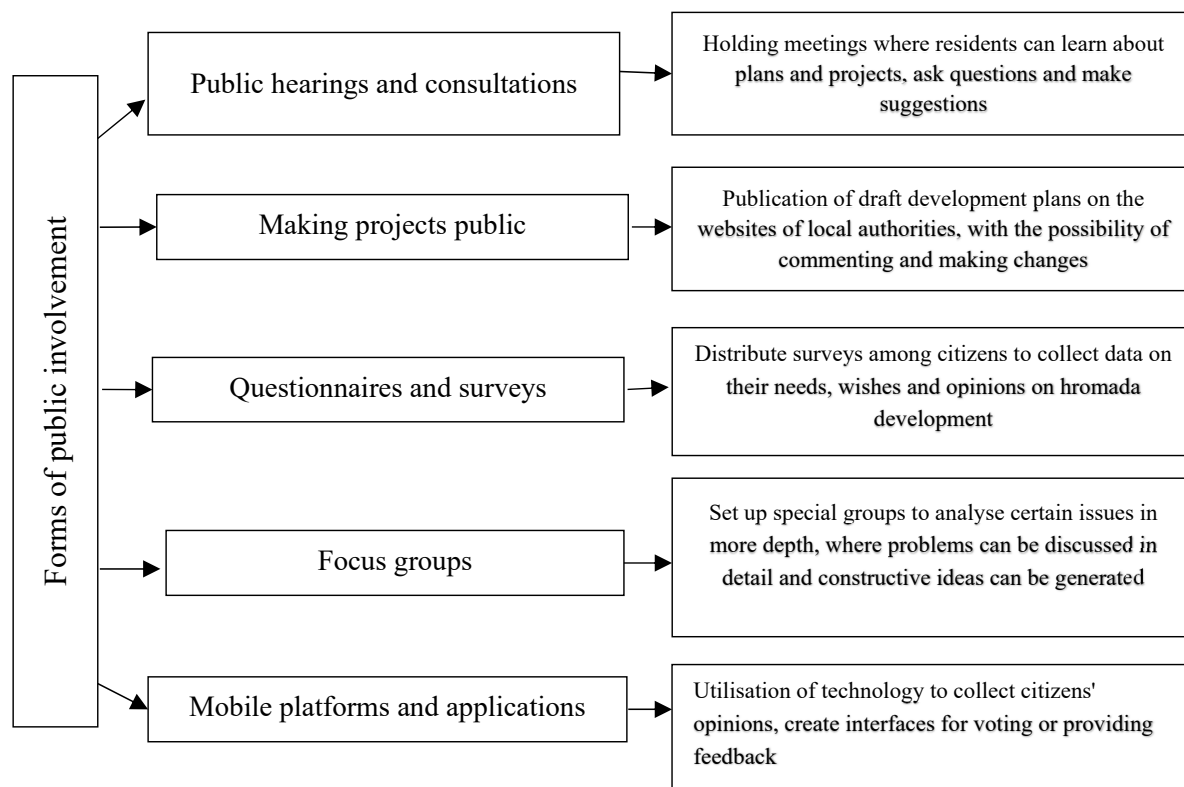 Forms of public involvement
Public hearings and consultations
Holding meetings where residents can learn about
plans and projects, ask questions and make
suggestions
Making projects public
Publication of draft development plans on the
websites of local authorities, with the possibility of
commenting and making changes
Questionnaires and surveys
Distribute surveys among citizens to collect data on
their needs, wishes and opinions on hromada
development
Focus groups
Set up special groups to analyse certain issues in
more depth, where problems can be discussed in
detail and constructive ideas can be generated
Mobile platforms and applications
Utilisation of technology to collect citizens'
opinions, create interfaces for voting or providing
feedback